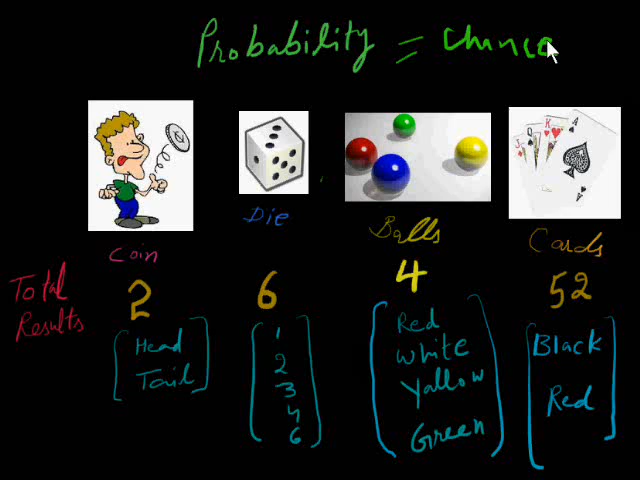 Probability = Chance
Coin
Die
Balls
Cards
Total
Results
2
6
4
52
Head
Tail
1
2
3
4
6
Red
White
Yallow
Green
Black
Red